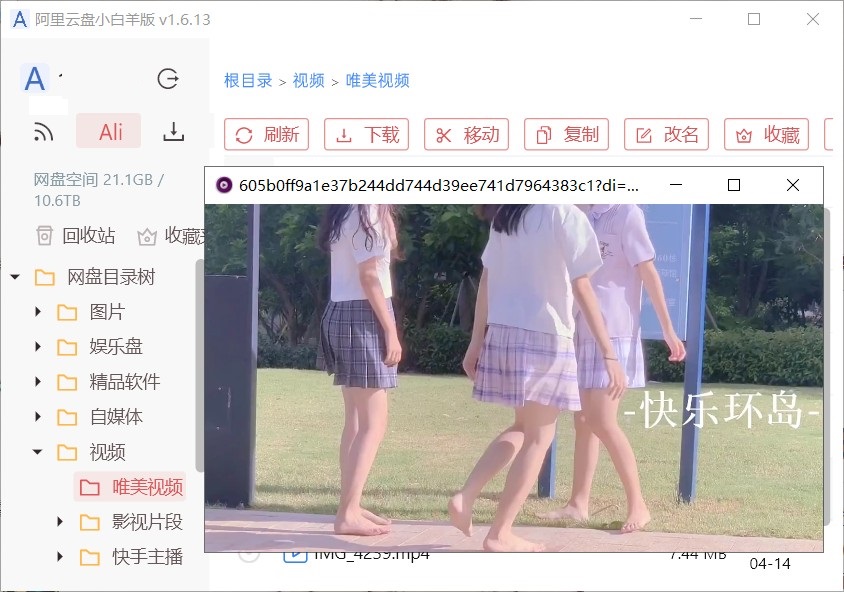 阿里云盘小白羊版 v1.6.13
根目录 > 视频 > 唯美视频
Ali
刷新 下载 移动 复制 改名 收藏
网盘空间 21.1GB /
10.6TB
回收站 收藏夹
网盘目录树
图片
娱乐盘
精品软件
自媒体
视频
唯美视频
影视片段
快手主播
605b0ff9a1e37b244dd744d39ee741d7964383c1?di=...
-快乐环岛-
IMG_4239.mp4
7.44 MB
04-14